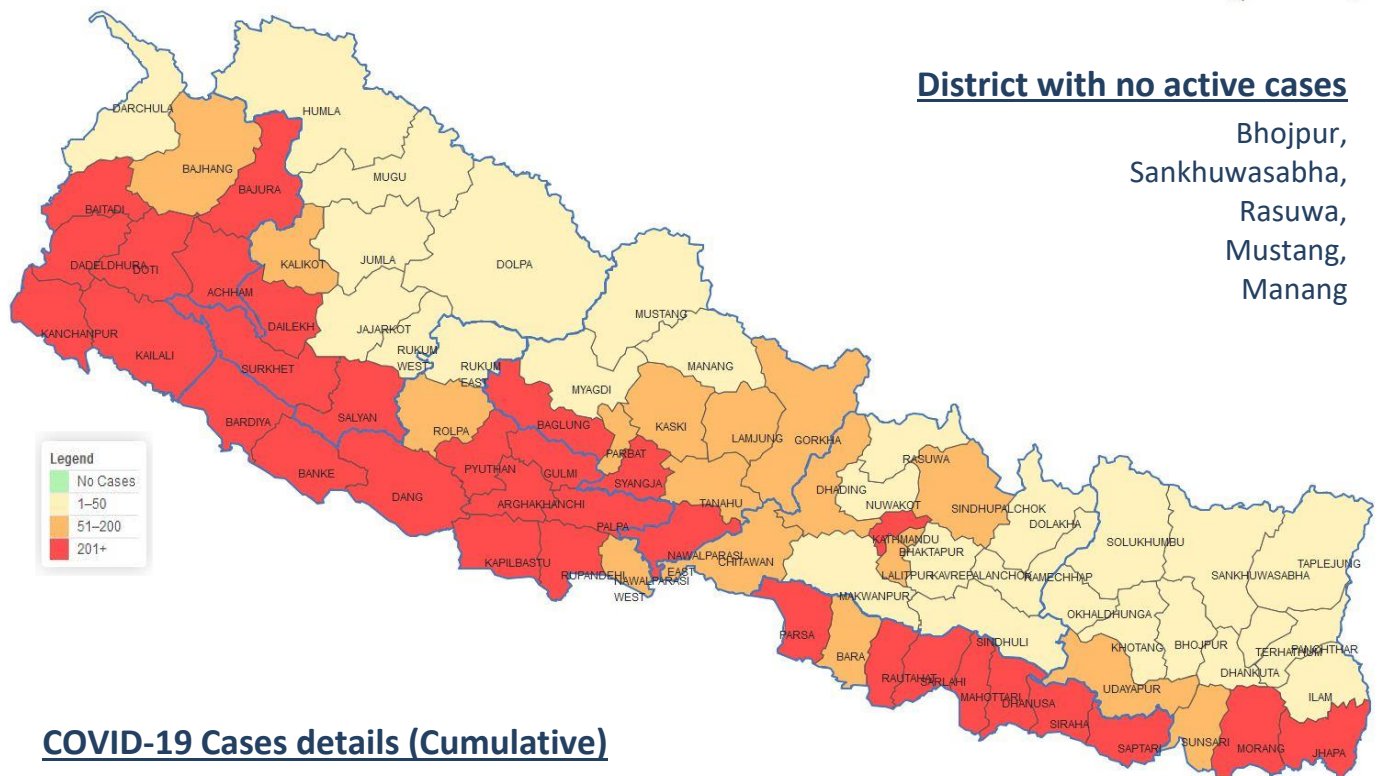 District with no active cases
Bhojpur,
Sankhuwasabha,
Rasuwa,
Mustang,
Manang
DARCHULA
HUMLA
BAJHANG
MUGU
BAJURA
BAITADI
DADELDHURA
DOTI
KALIKOT
JUMLA
DOLPA
ACHHAM
DAILEKH
MUSTANG
KANCHANPUR
KAILALI
JAJARKOT
RUKUM
WEST
RUKUM
EAST
SURKHET
MANANG
MYAGDI
BARDIYA
SALYAN
ROLPA
BAGLUNG
KASKI
LAMJUNG
GORKHA
PARBAT
RASUWA
BANKE
PYUTHAN
GULMI
SYANGJA
DANG
ARGHAKHANCHI
TANAHU
DHADING
NUWAKOT
SINDHUPALCHOK
DOLAKHA
PALPA
KATHMANDU
BHAKTAPUR
SOLUKHUMBU
KAPILBASTU
RUPANDEHI
NAWALPARASI
EAST
CHITAWAN
NAWALPARASI
WEST
LALITPUR
KAVREPALANCHOK
RAMECHHAP
SANKHUWASABHA
TAPLEJUNG
MAKWANPUR
OKHALDHUNGA
PARSA
BARA
SINDHULI
KHOTANG
BHOJPUR
TERHATHUM
PANCHTHAR
DHANKUTA
RAUTAHAT
SARLAHI
MAHOTTARI
DHANUSA
UDAYAPUR
ILAM
SIRAHA
SAPTARI
SUNSARI
MORANG
JHAPA
Legend
No Cases
1–50
51–200
201+
COVID-19 Cases details (Cumulative)